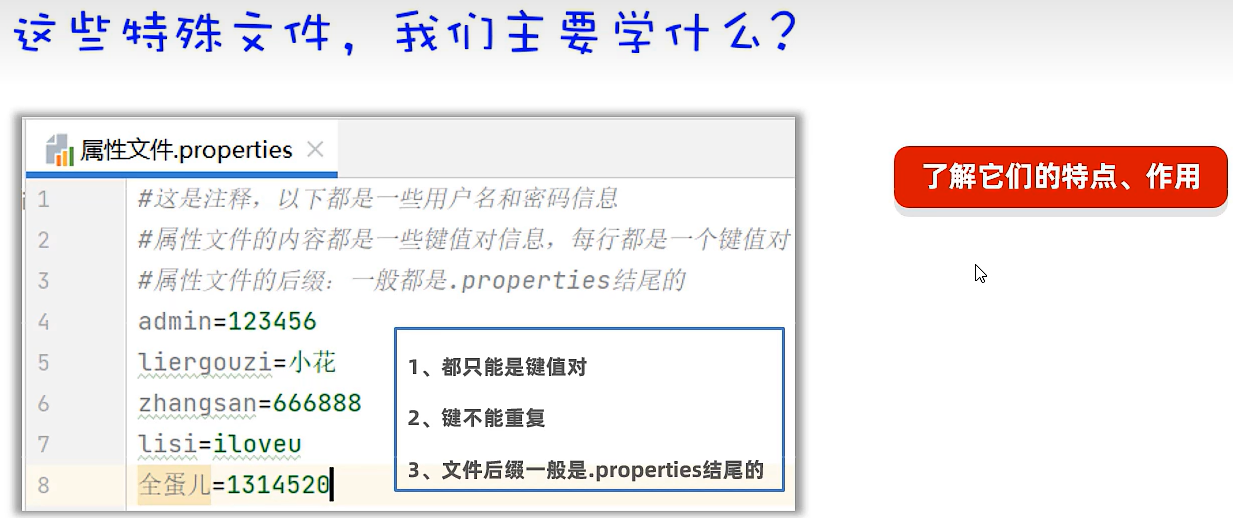 这些特殊文件，我们主要学什么？
属性文件.properties
了解它们的特点、作用
1 #这是注释，以下都是一些用户名和密码信息
2 #属性文件的内容都是一些键值对信息，每行都是一个键值对
3 #属性文件的后缀：一般都是.properties结尾的
4 admin=123456
5 liergouzi=小花
6 zhangsan=666888
7 lisi=iloveu
8 全蛋儿=1314520
1、都只能是键值对
2、键不能重复
3、文件后缀一般是.properties结尾的